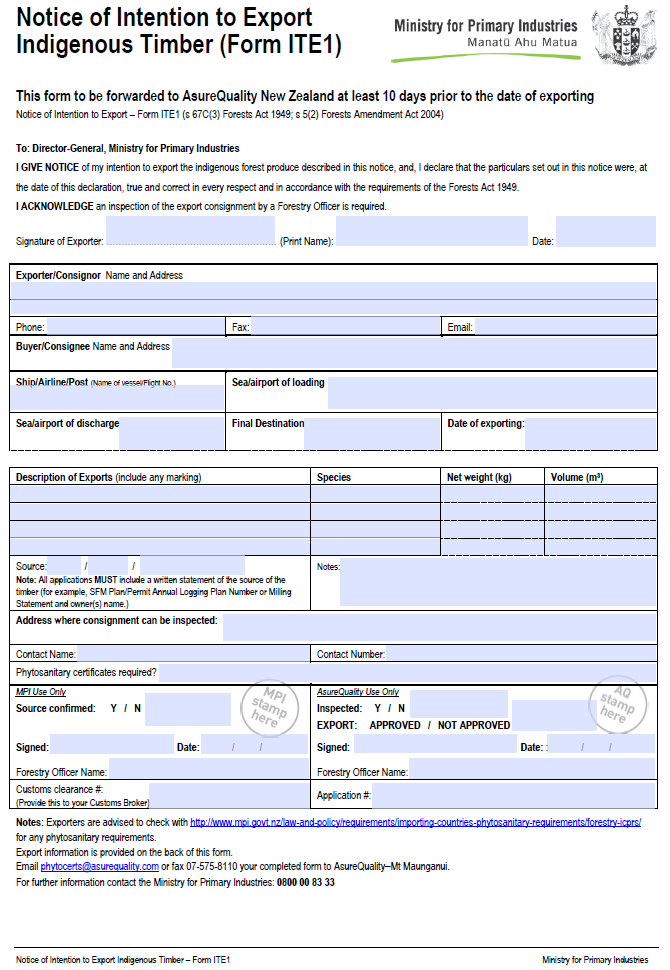 Notice of Intention to Export
Indigenous Timber (Form ITE1)
Ministry for Primary Industries
Manatū Ahu Matua
This form to be forwarded to AsureQuality New Zealand at least 10 days prior to the date of exporting
Notice of Intention to Export – Form ITE1 (s 67C(3) Forests Act 1949; s 5(2) Forests Amendment Act 2004)
To: Director-General, Ministry for Primary Industries
I GIVE NOTICE of my intention to export the indigenous forest produce described in this notice, and, I declare that the particulars set out in this notice were, at
the date of this declaration, true and correct in every respect and in accordance with the requirements of the Forests Act 1949.
I ACKNOWLEDGE an inspection of the export consignment by a Forestry Officer is required.
Signature of Exporter: (Print Name): Date:
Exporter/Consignor Name and Address
Phone: Fax: Email:
Buyer/Consignee Name and Address
Ship/Airline/Post (Name of vessel/Flight No.) Sea/airport of loading
Sea/airport of discharge Final Destination Date of exporting:
Description of Exports (include any marking) Species Net weight (kg) Volume (m³)
Source: / / Notes:
Note: All applications MUST include a written statement of the source of the
timber (for example, SFM Plan/Permit Annual Logging Plan Number or Milling
Statement and owner(s) name.)
Address where consignment can be inspected:
Contact Name: Contact Number:
Phytosanitary certificates required?
MPI Use Only
Source confirmed: Y / N
MPI
stamp
here
Signed: Date: / /
Forestry Officer Name:
Customs clearance #:
(Provide this to your Customs Broker)
AsureQuality Use Only
Inspected: Y / N
EXPORT: APPROVED / NOT APPROVED
AQ
stamp
here
Signed: Date: : / /
Forestry Officer Name:
Application #:
Notes: Exporters are advised to check with http://www.mpi.govt.nz/law-and-policy/requirements/importing-countries-phytosanitary-requirements/forestry-icprs/
for any phytosanitary requirements.
Export information is provided on the back of this form.
Email phytocerts@asurequality.com or fax 07-575-8110 your completed form to AsureQuality–Mt Maunganui.
For further information contact the Ministry for Primary Industries: 0800 00 83 33
Notice of Intention to Export Indigenous Timber – Form ITE1 Ministry for Primary Industries